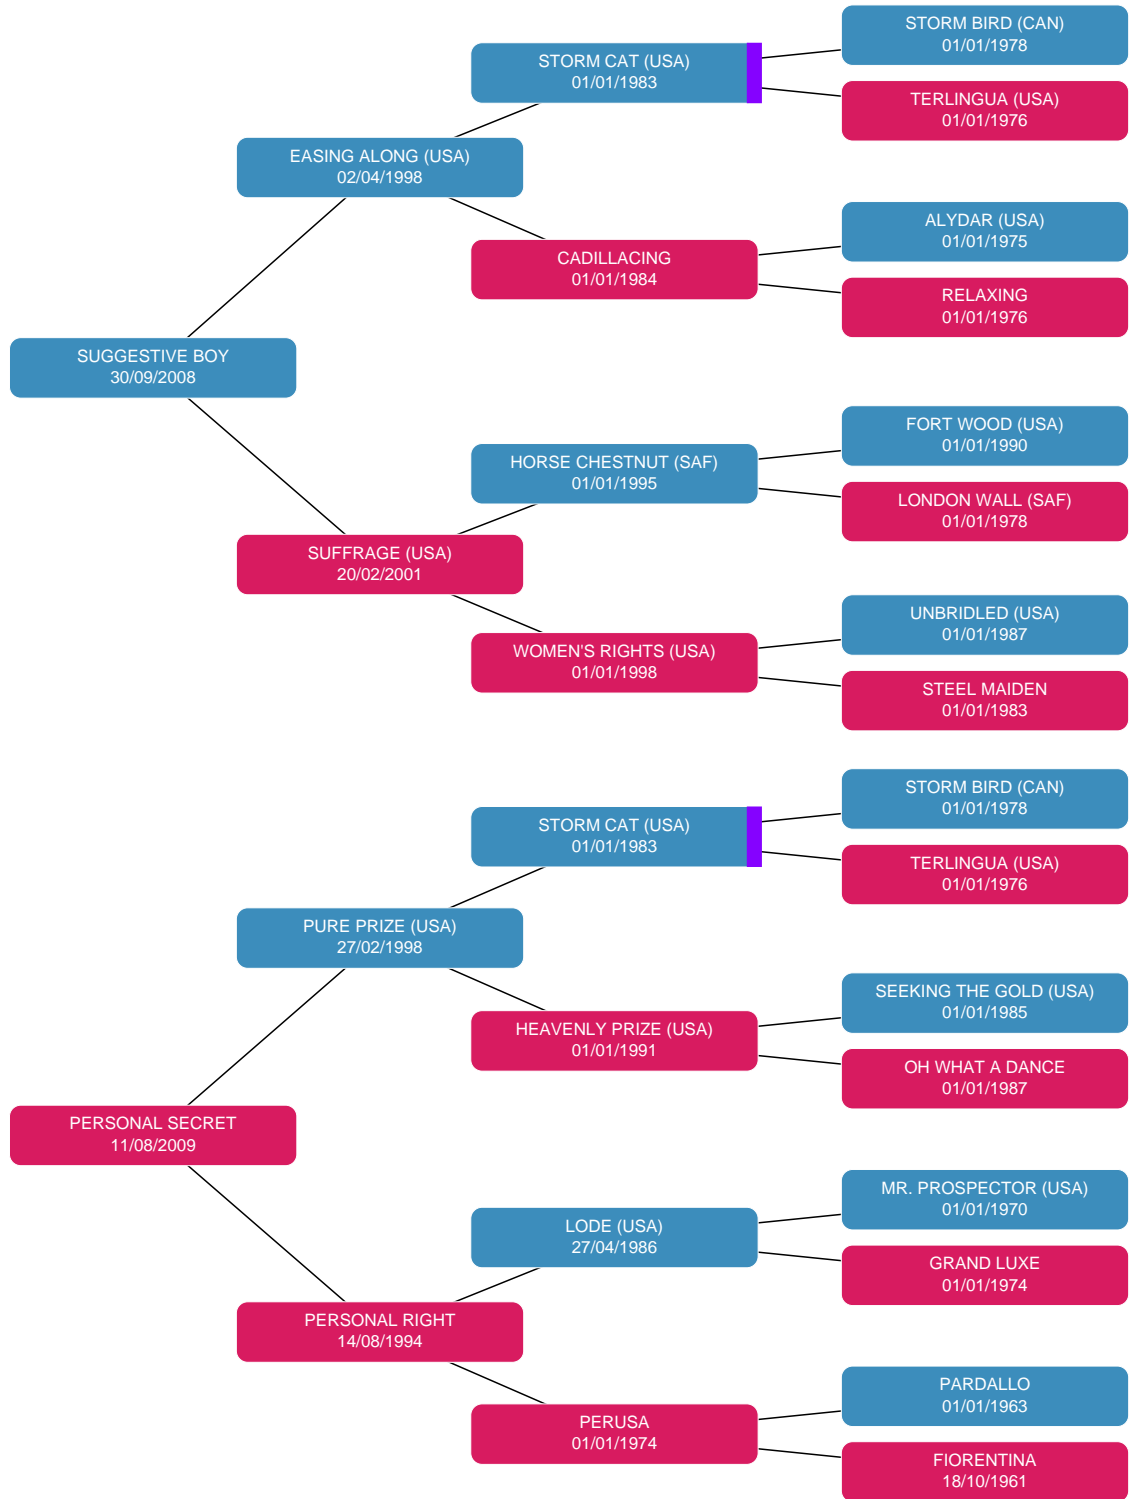 STORM BIRD (CAN)
01/01/1978
STORM CAT (USA)
01/01/1983
TERLINGUA (USA)
01/01/1976
EASING ALONG (USA)
02/04/1998
ALYDAR (USA)
01/01/1975
CADILLACING
01/01/1984
RELAXING
01/01/1976
SUGGESTIVE BOY
30/09/2008
FORT WOOD (USA)
01/01/1990
HORSE CHESTNUT (SAF)
01/01/1995
LONDON WALL (SAF)
01/01/1978
SUFFRAGE (USA)
20/02/2001
UNBRIDLED (USA)
01/01/1987
WOMEN'S RIGHTS (USA)
01/01/1998
STEEL MAIDEN
01/01/1983
STORM BIRD (CAN)
01/01/1978
STORM CAT (USA)
01/01/1983
TERLINGUA (USA)
01/01/1976
PURE PRIZE (USA)
27/02/1998
SEEKING THE GOLD (USA)
01/01/1985
HEAVENLY PRIZE (USA)
01/01/1991
OH WHAT A DANCE
01/01/1987
PERSONAL SECRET
11/08/2009
MR. PROSPECTOR (USA)
01/01/1970
LODE (USA)
27/04/1986
GRAND LUXE
01/01/1974
PERSONAL RIGHT
14/08/1994
PARDALLO
01/01/1963
PERUSA
01/01/1974
FIORENTINA
18/10/1961